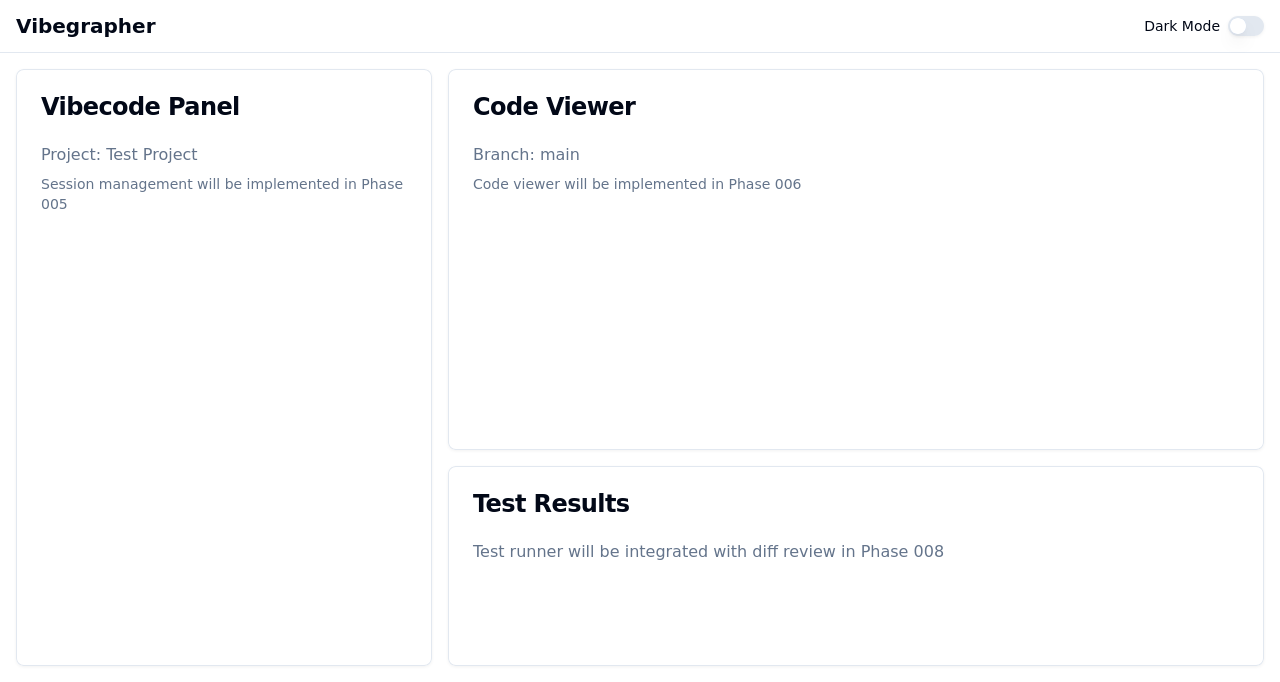 Vibegrapher
Dark Mode
Vibecode Panel
Project: Test Project
Session management will be implemented in Phase
005
Code Viewer
Branch: main
Code viewer will be implemented in Phase 006
Test Results
Test runner will be integrated with diff review in Phase 008